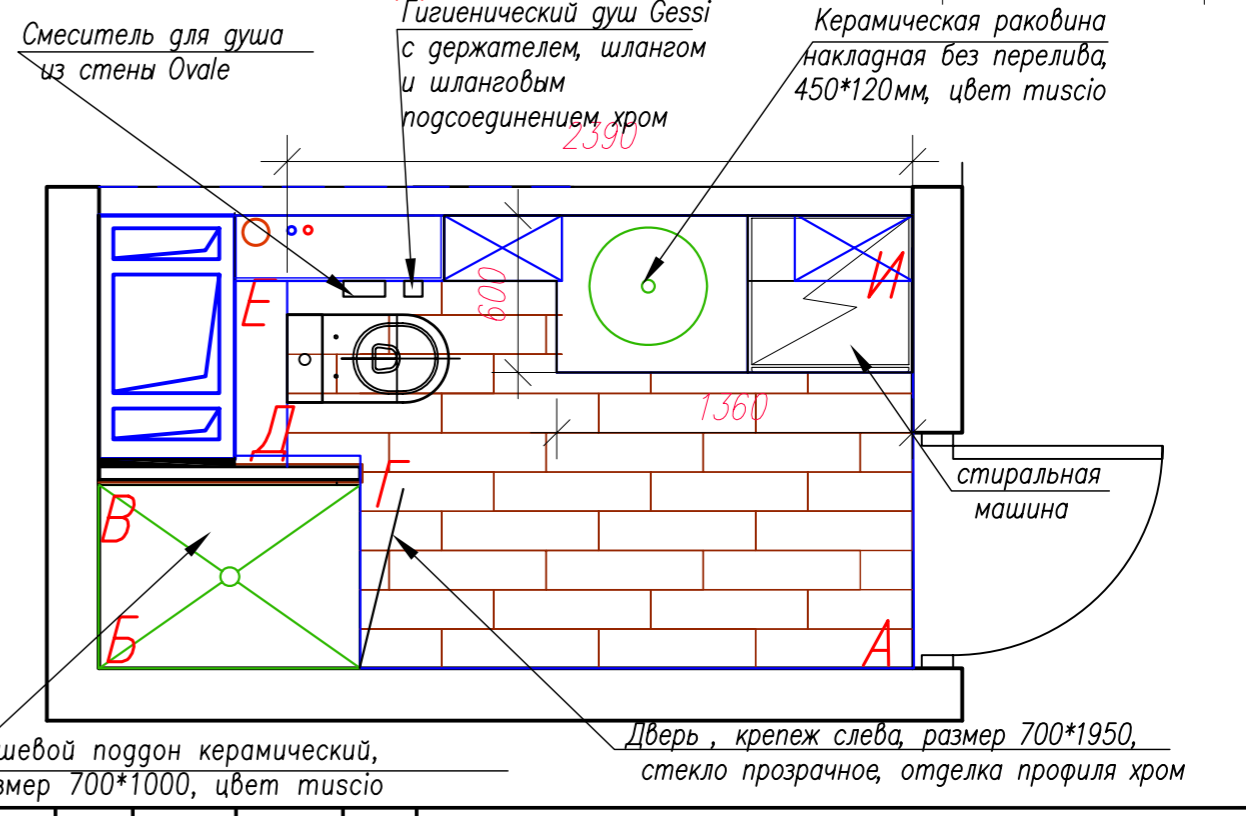 Смеситель для душа
из стены Ovale
Гигиенический душ Gessi
с держателем, шлангом
и шланговым
подсоединением хром
Керамическая раковина
накладная без перелива,
450*120мм, цвет muscio
2390
600
1360
Е
И
Д
Г
В
Б
А
стиральная
машина
шевой поддон керамический,
змер 700*1000, цвет muscio
Дверь , крепеж слева, размер 700*1950,
стекло прозрачное, отделка профиля хром